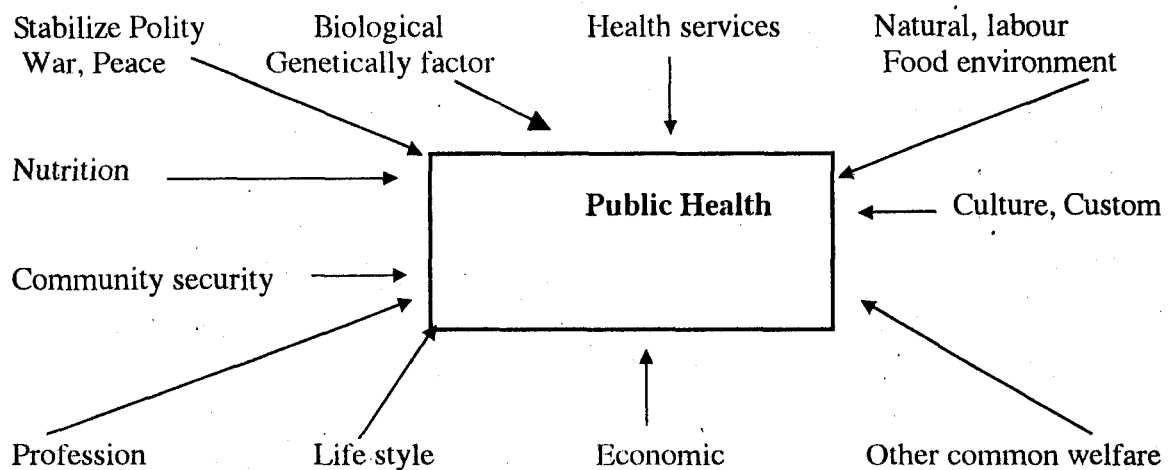 Stabilize Polity
War, Peace
Biological
Genetically factor
Health services
Natural, labour
Food environment
Nutrition
Public Health
Culture, Custom
Community security
Profession
Life style
Economic
Other common welfare